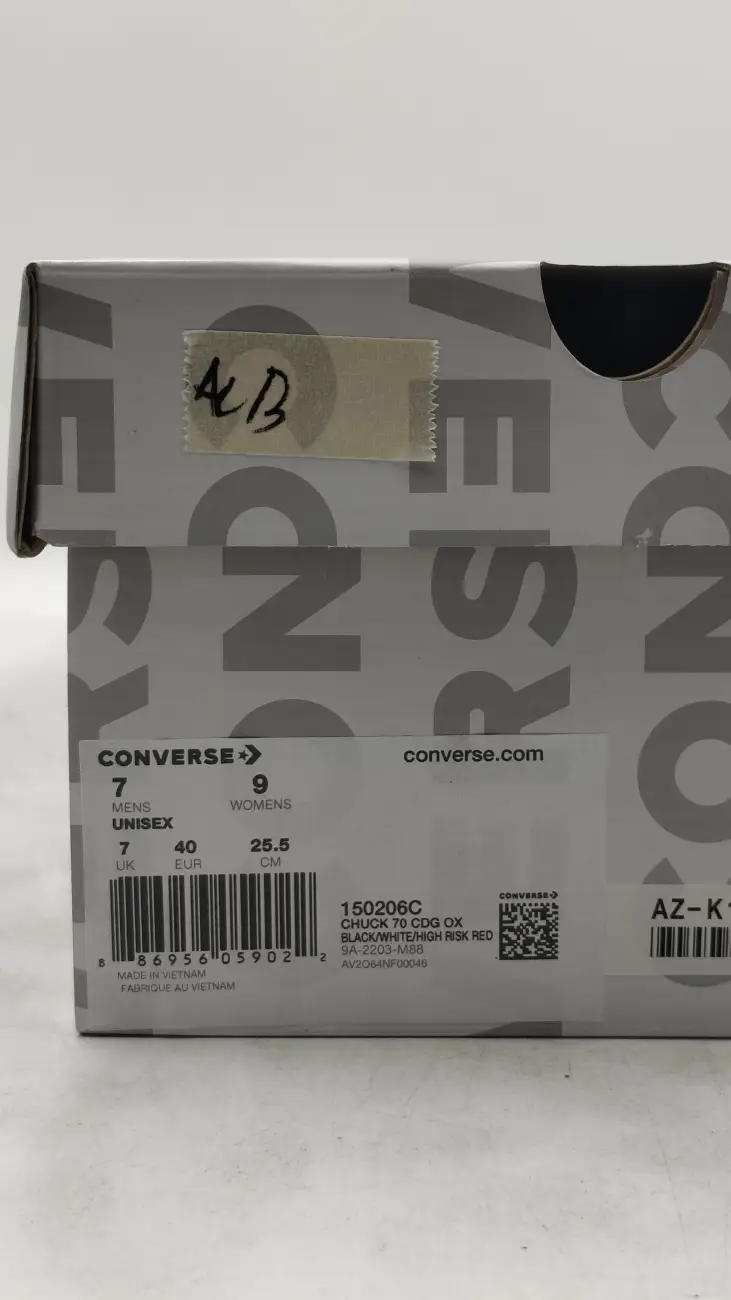 CONVERSE
converse.com
7
MENS
9
WOMENS
UNISEX
7
UK
40
EUR
25.5
CM
8 86956 05902 2
MADE IN VIETNAM
FABRIQUE AU VIETNAM
150206C
CHUCK 70 CDG OX
BLACK/WHITE/HIGH RISK RED
9A-2203-M88
AV2O64NF00046
CONVERSE
AZ-K